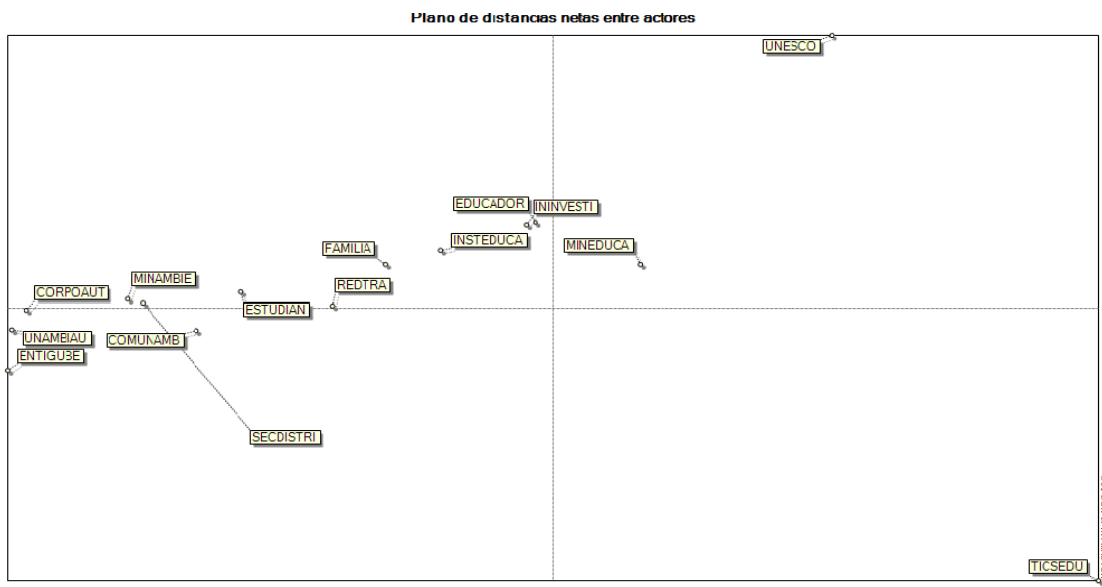 Plano de distancias netas entre actores
UNESCO
EDUCADOR
ININVESTI
INSTEDUCA
MINEDUCA
FAMILIA
MINAMBIE
REDTRA
CORPOAUT
ESTUDIAN
UNAMBIAU
COMUNAMB
ENTIGUBE
SECDISTRI
TICSEDU